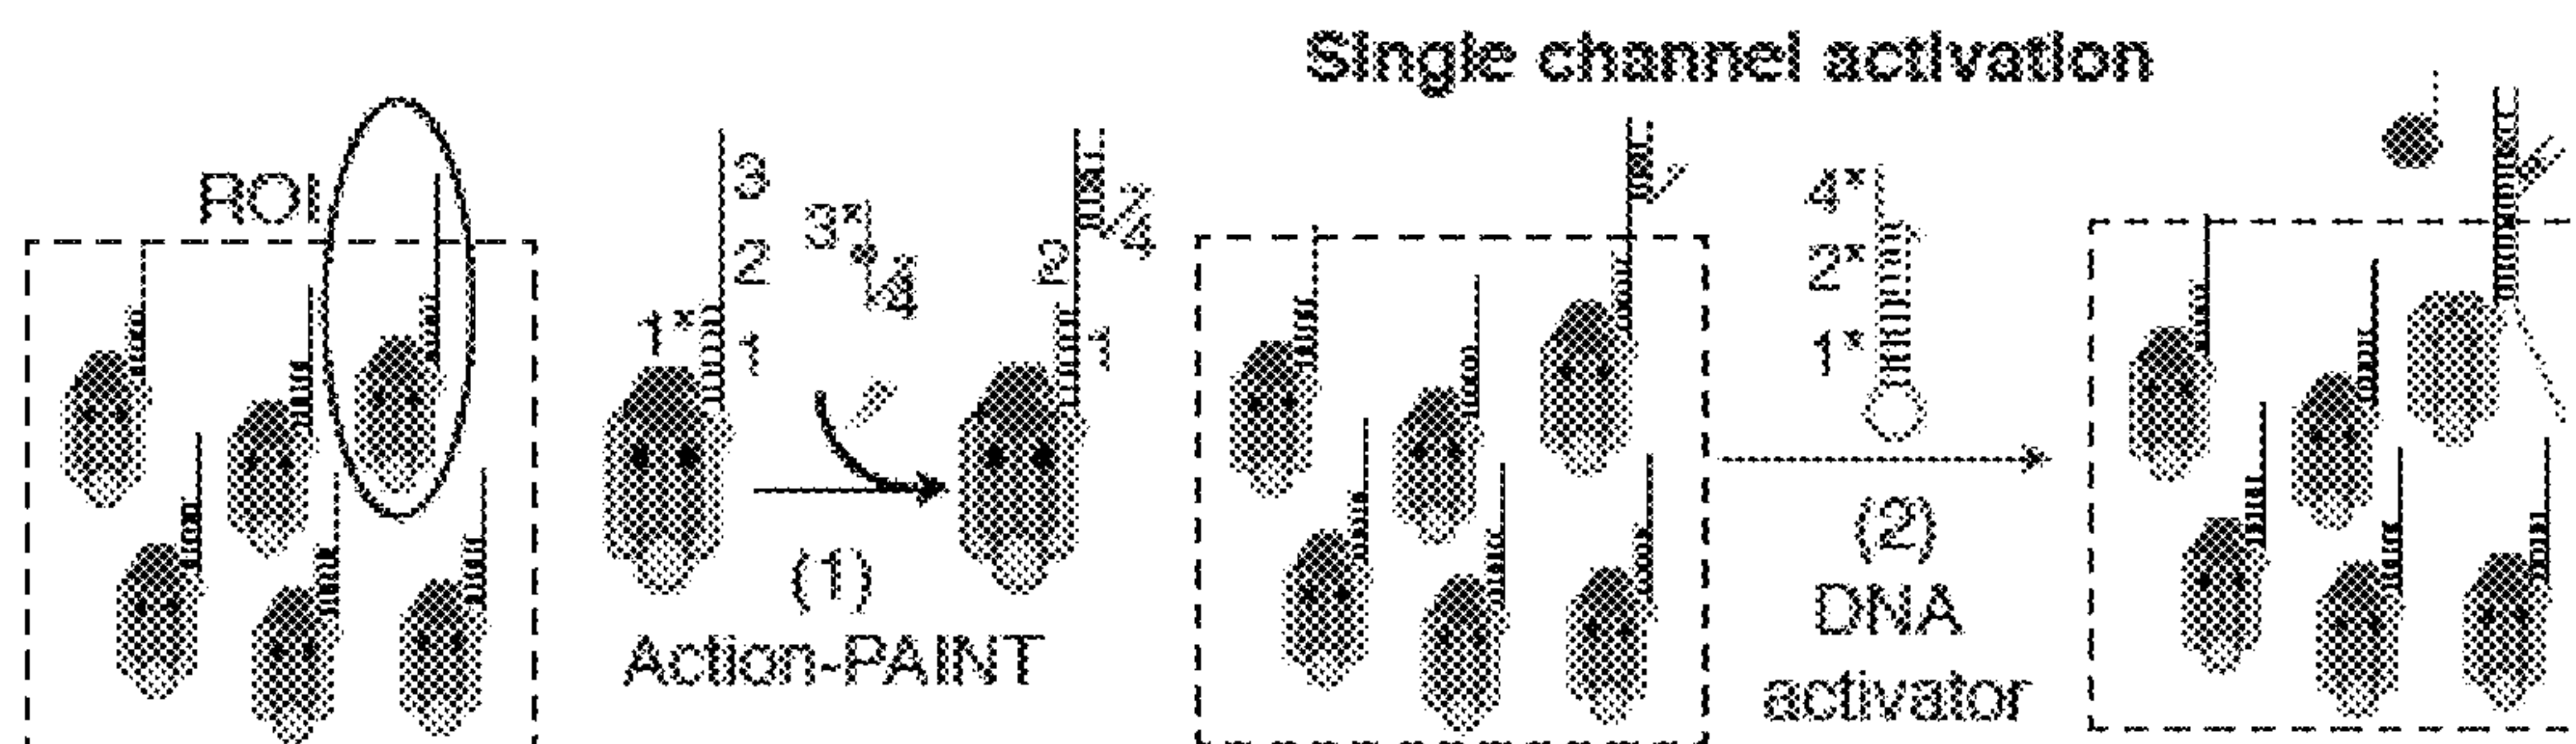 Single channel activation
ROI
3
2
1*
1
3*
4
2
4
1
(1)
Action-PAINT
4*
2*
1*
(2)
DNA
activator